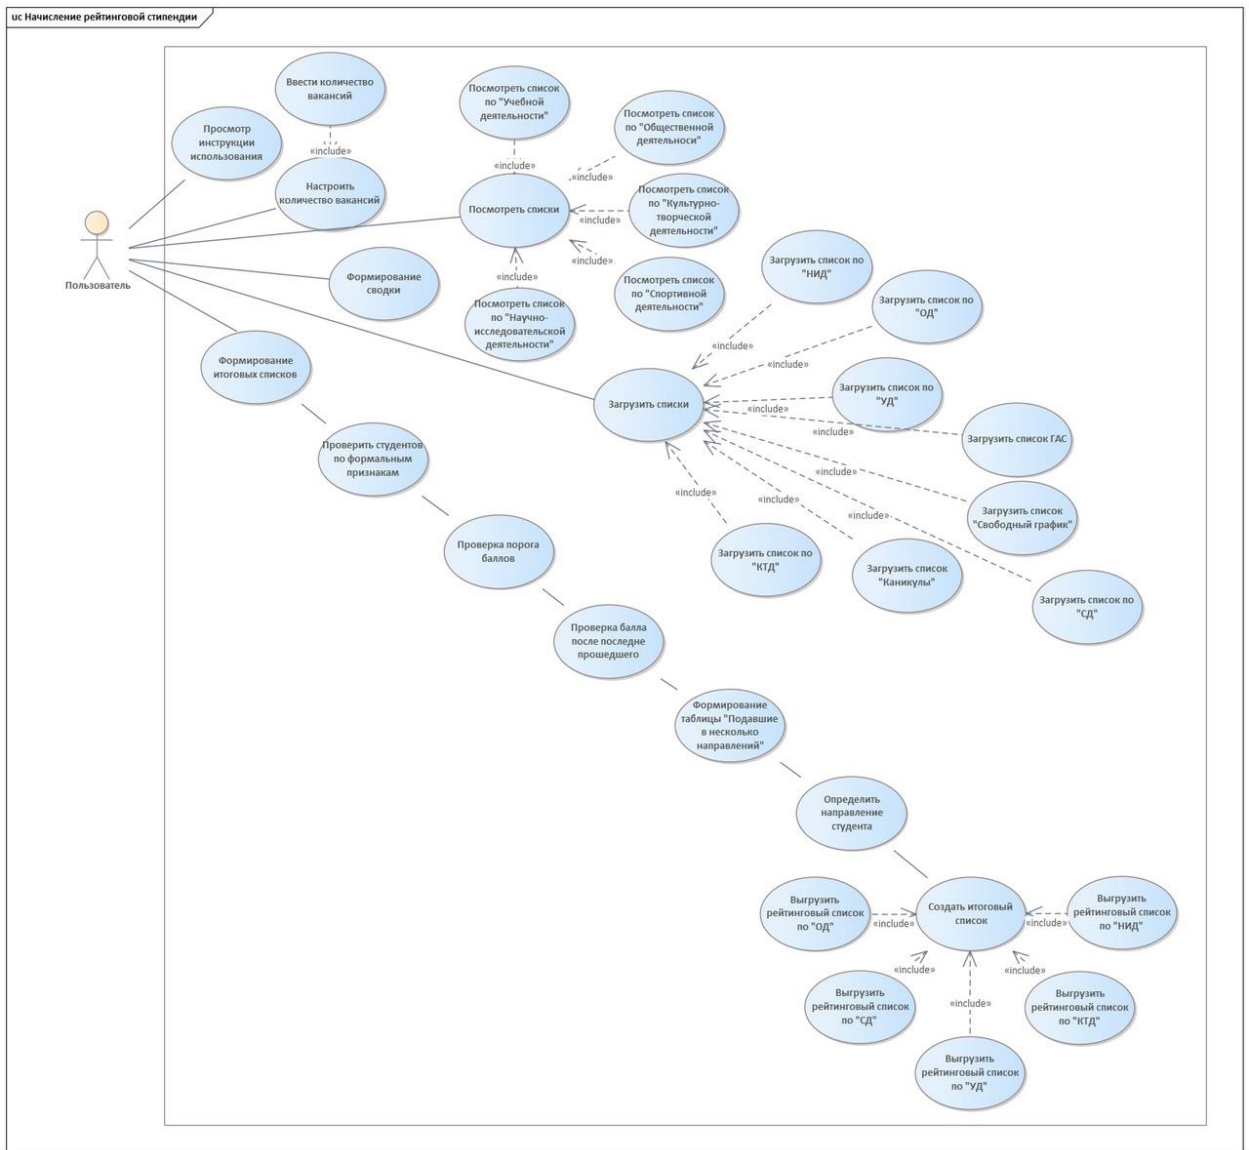 uc Начисление рейтинговой стипендии
Ввести количество
вакансий
«include»
Просмотр
инструкции
использования
Настроить
количество вакансий
Пользователь
Посмотреть список
по "Учебной
деятельности"
«include»
Посмотреть список
по "Общественной
деятельноси"
«include»
Посмотреть списки
Посмотреть список
по "Культурно-
творческой
деятельности"
«include»
«include»
Посмотреть список
по "Спортивной
деятельности"
«include»
Посмотреть список
по "Научно-
исследовательской
деятельности"
Формирование
сводки
Формирование
итоговых списков
Загрузить списки
Загрузить список по
"НИД"
«include»
Загрузить список по
"ОД"
«include»
Загрузить список по
"УД"
«include»
Загрузить список ГАС
«include»
Загрузить список
"Свободный график"
«include»
Загрузить список по
"СД"
«include»
Загрузить список
"Каникулы"
«include»
Загрузить список по
"КТД"
«include»
Проверить студентов
по формальным
признакам
Проверка порога
баллов
Проверка балла
после последне
прошедшего
Формирование
таблицы "Подавшие
в несколько
направлений"
Определить
направление
студента
Создать итоговый
список
Выгрузить
рейтинговый список
по "ОД"
«include»
Выгрузить
рейтинговый список
по "НИД"
«include»
Выгрузить
рейтинговый список
по "СД"
«include»
Выгрузить
рейтинговый список
по "КТД"
«include»
Выгрузить
рейтинговый список
по "УД"
«include»